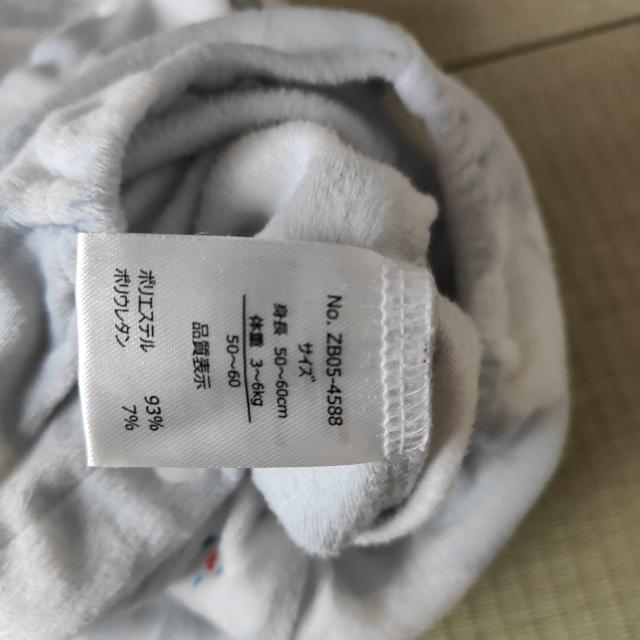 No. ZB05-4588
サイズ
身長 50〜60cm
体重 3〜6kg
50〜60
品質表示
ポリエステル 93%
ポリウレタン 7%